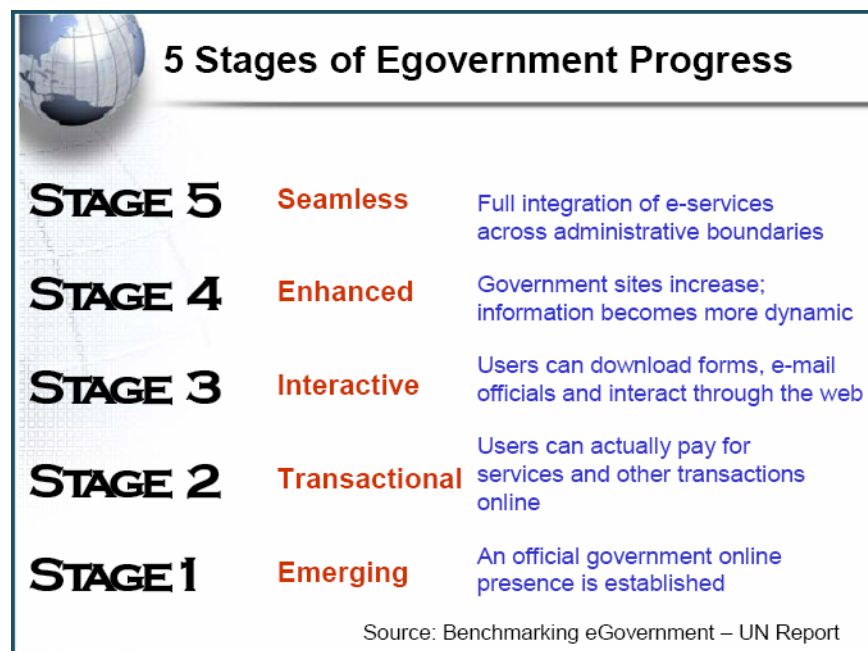 5 Stages of Egovernment Progress
STAGE 5
Seamless
Full integration of e-services
across administrative boundaries
STAGE 4
Enhanced
Government sites increase;
information becomes more dynamic
STAGE 3
Interactive
Users can download forms, e-mail
officials and interact through the web
STAGE 2
Transactional
Users can actually pay for
services and other transactions
online
STAGE 1
Emerging
An official government online
presence is established
Source: Benchmarking eGovernment – UN Report